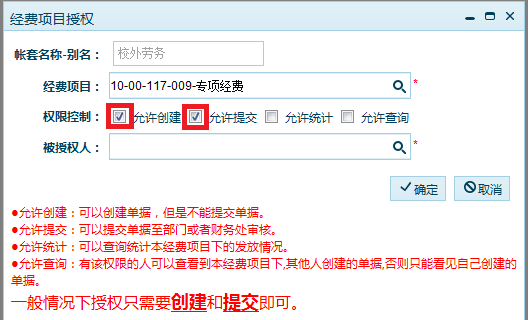 经费项目授权
帐套名称-别名： 校外劳务
经费项目： 10-00-117-009-专项经费 *
权限控制： 允许创建 允许提交 允许统计 允许查询
被授权人： *
确定 取消
●允许创建：可以创建单据，但是不能提交单据。
●允许提交：可以提交单据至部门或者财务处审核。
●允许统计：可以查询统计本经费项目下的发放情况。
●允许查询：有该权限的人可以查看到本经费项目下,其他人创建的单据,否则只能看见自己创建的
单据。
一般情况下授权只需要创建和提交即可。